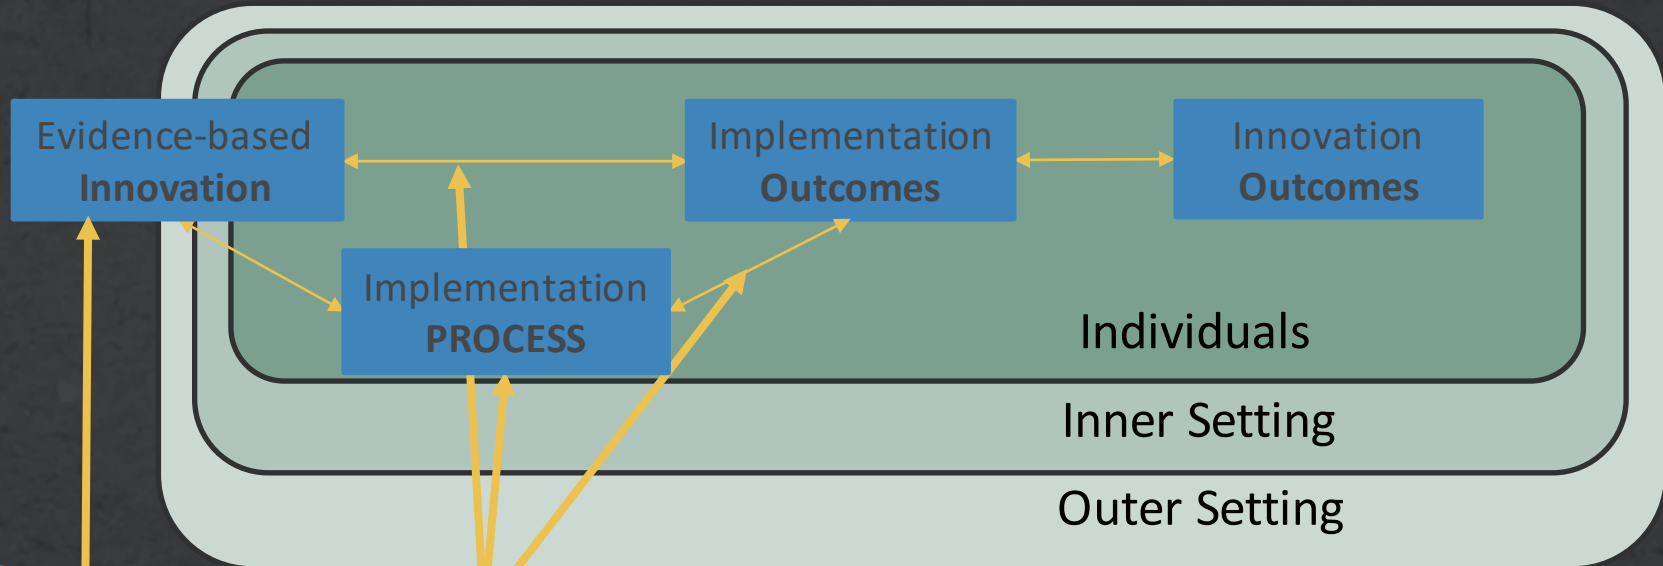 Evidence-based
Innovation
Implementation
Outcomes
Innovation
Outcomes
Implementation
PROCESS
Individuals
Inner Setting
Outer Setting